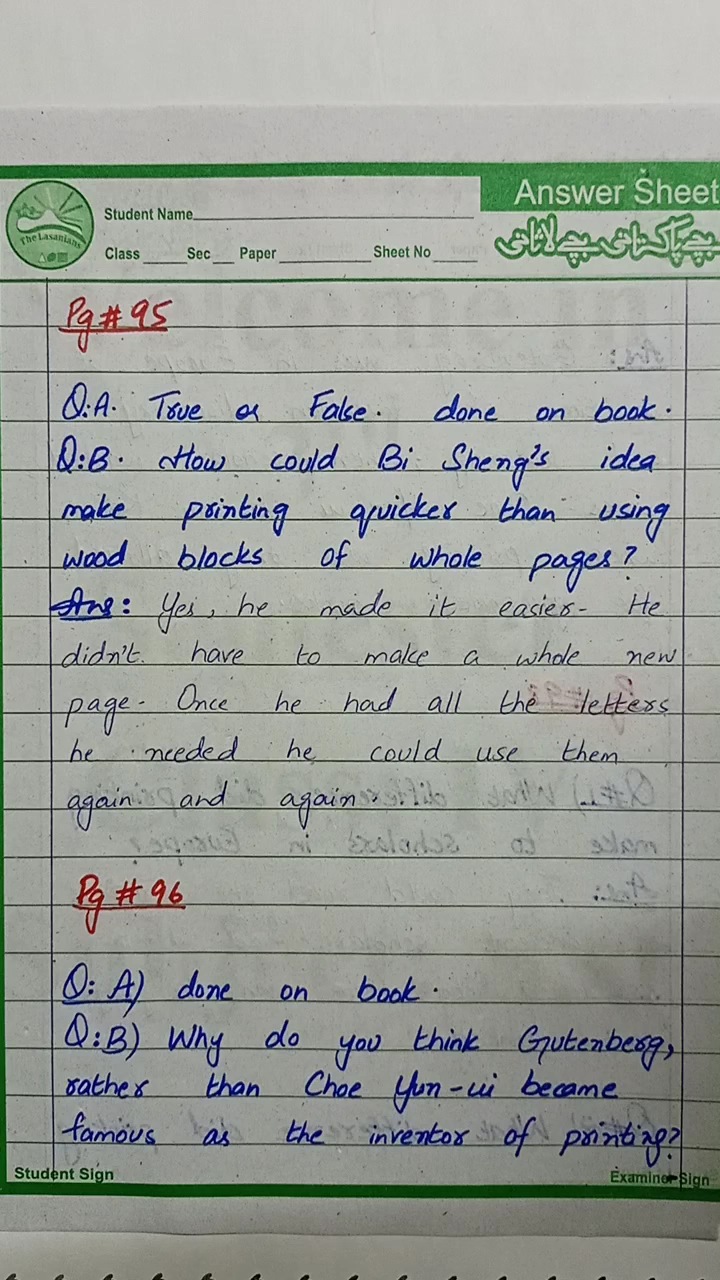 Answer Sheet
The Lasanians
Student Name
Class Sec Paper Sheet No
Pg # 95
Q:A. True or False. done on book.
Q:B. How could Bi Sheng's idea
make printing quicker than using
wood blocks of whole pages?
Ans: Yes, he made it easier- He
didn't have to make a whole new
page- Once he had all the letters
he needed he could use them
again and again.
Pg # 96
Q: A) done on book.
Q:B) Why do you think Gutenberg,
rather than Choe Yun-ui became
famous as the inventor of printing?
Student Sign Examiner Sign